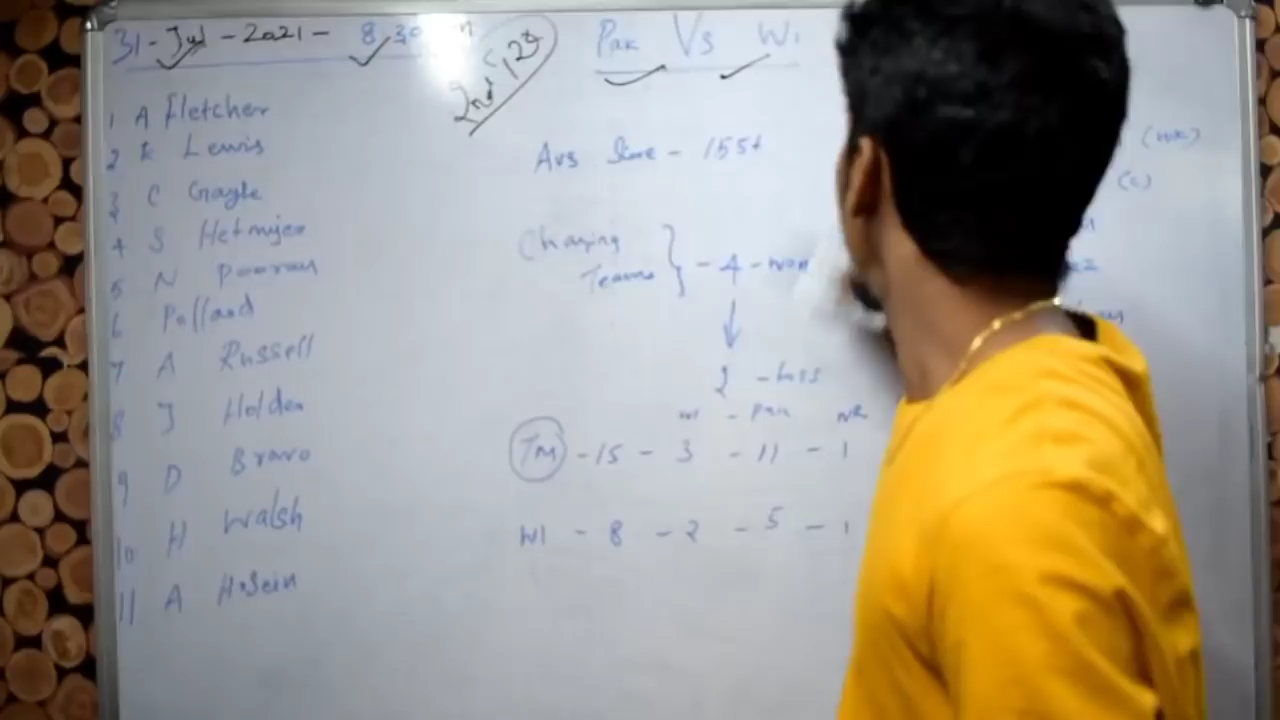 31 - Jul - 2021 - 8:30
2nd
Pak Vs WI
1 A Fletcher
2 E Lewis
3 C Gayle
4 S Hetmyer
5 N Pooran
6 Pollard
7 A Russell
8 J Holder
9 D Bravo
10 H Walsh
11 A Hosein
Avg Score - 155+
Chasing
Teams } - 4 - won
2 - loss
WI - Pak NR
TM - 15 - 3 - 11 - 1
WI - 8 - 2 - 5 - 1
(WK)
(C)